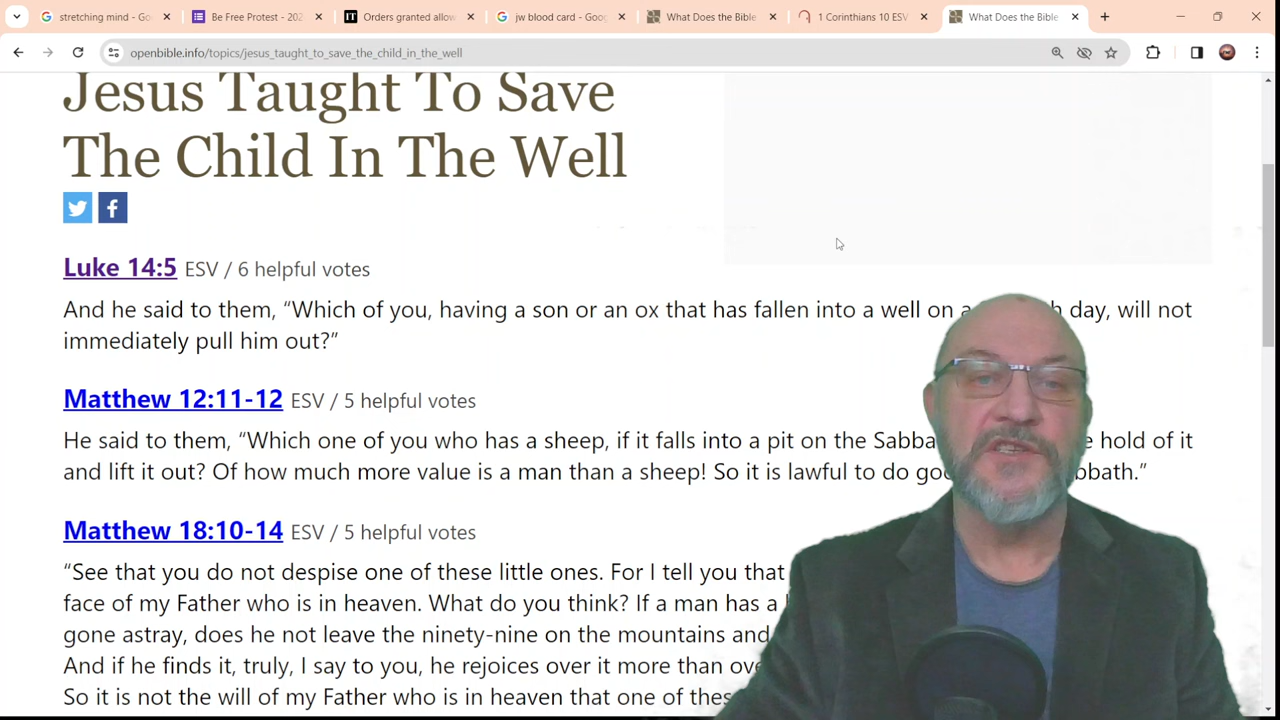 stretching mind - Go
Be Free Protest - 202
IT Orders granted allow
jw blood card - Goog
What Does the Bible
1 Corinthians 10 ESV
What Does the Bible
openbible.info/topics/jesus_taught_to_save_the_child_in_the_well
Jesus Taught To Save
The Child In The Well
Luke 14:5 ESV / 6 helpful votes
And he said to them, “Which of you, having a son or an ox that has fallen into a well on a day, will not
immediately pull him out?”
Matthew 12:11-12 ESV / 5 helpful votes
He said to them, “Which one of you who has a sheep, if it falls into a pit on the hold of it
and lift it out? Of how much more value is a man than a sheep! So it is lawful to do
Matthew 18:10-14 ESV / 5 helpful votes
“See that you do not despise one of these little ones. For I tell you that
face of my Father who is in heaven. What do you think? If a man has a
gone astray, does he not leave the ninety-nine on the mountains and
And if he finds it, truly, I say to you, he rejoices over it more than
So it is not the will of my Father who is in heaven that one of